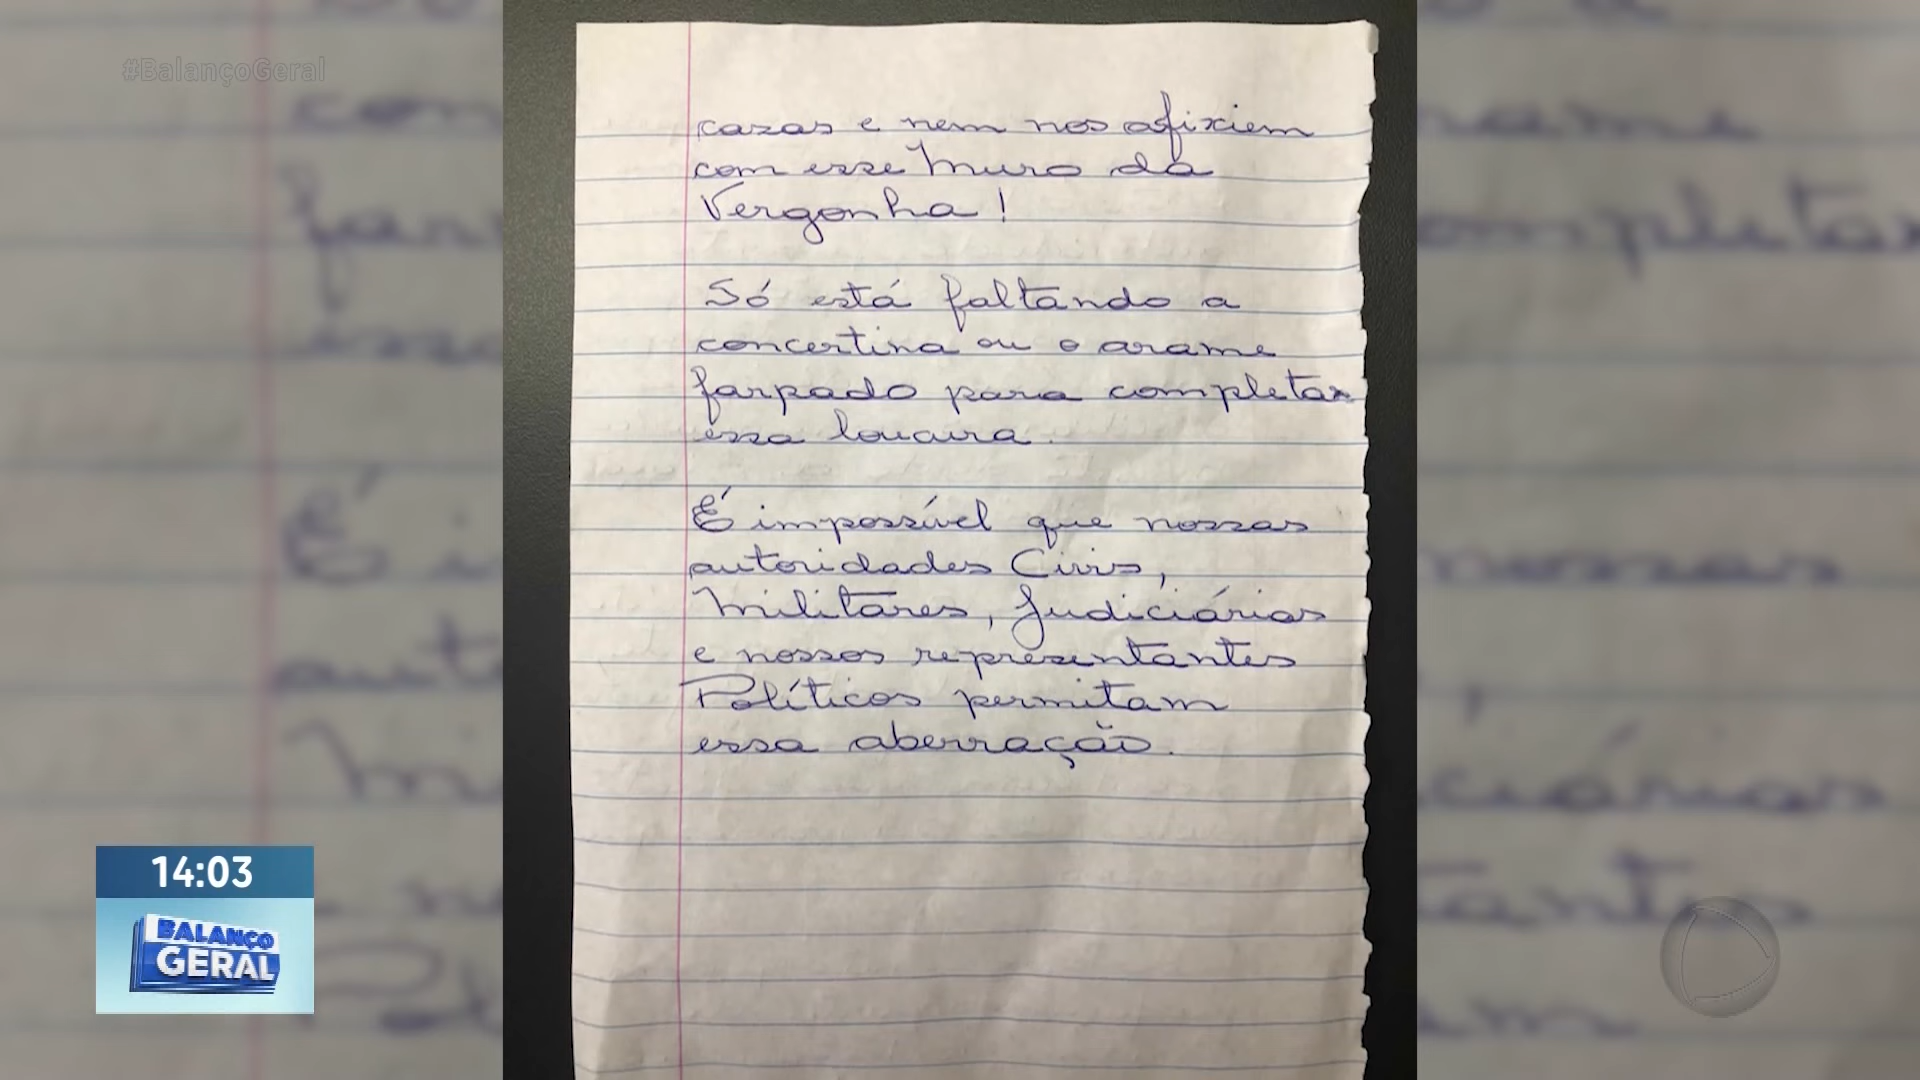 #BalançoGeral
cazas e nem nos asfixiem
com esse Muro da
Vergonha!
Só está faltando a
concertina ou o arame
farpado para completar
essa loucura.
É impossível que nossas
autoridades Civis,
Militares, Judiciárias
e nossos representantes
Políticos permitam
essa aberração.
14:03
BALANÇO
GERAL